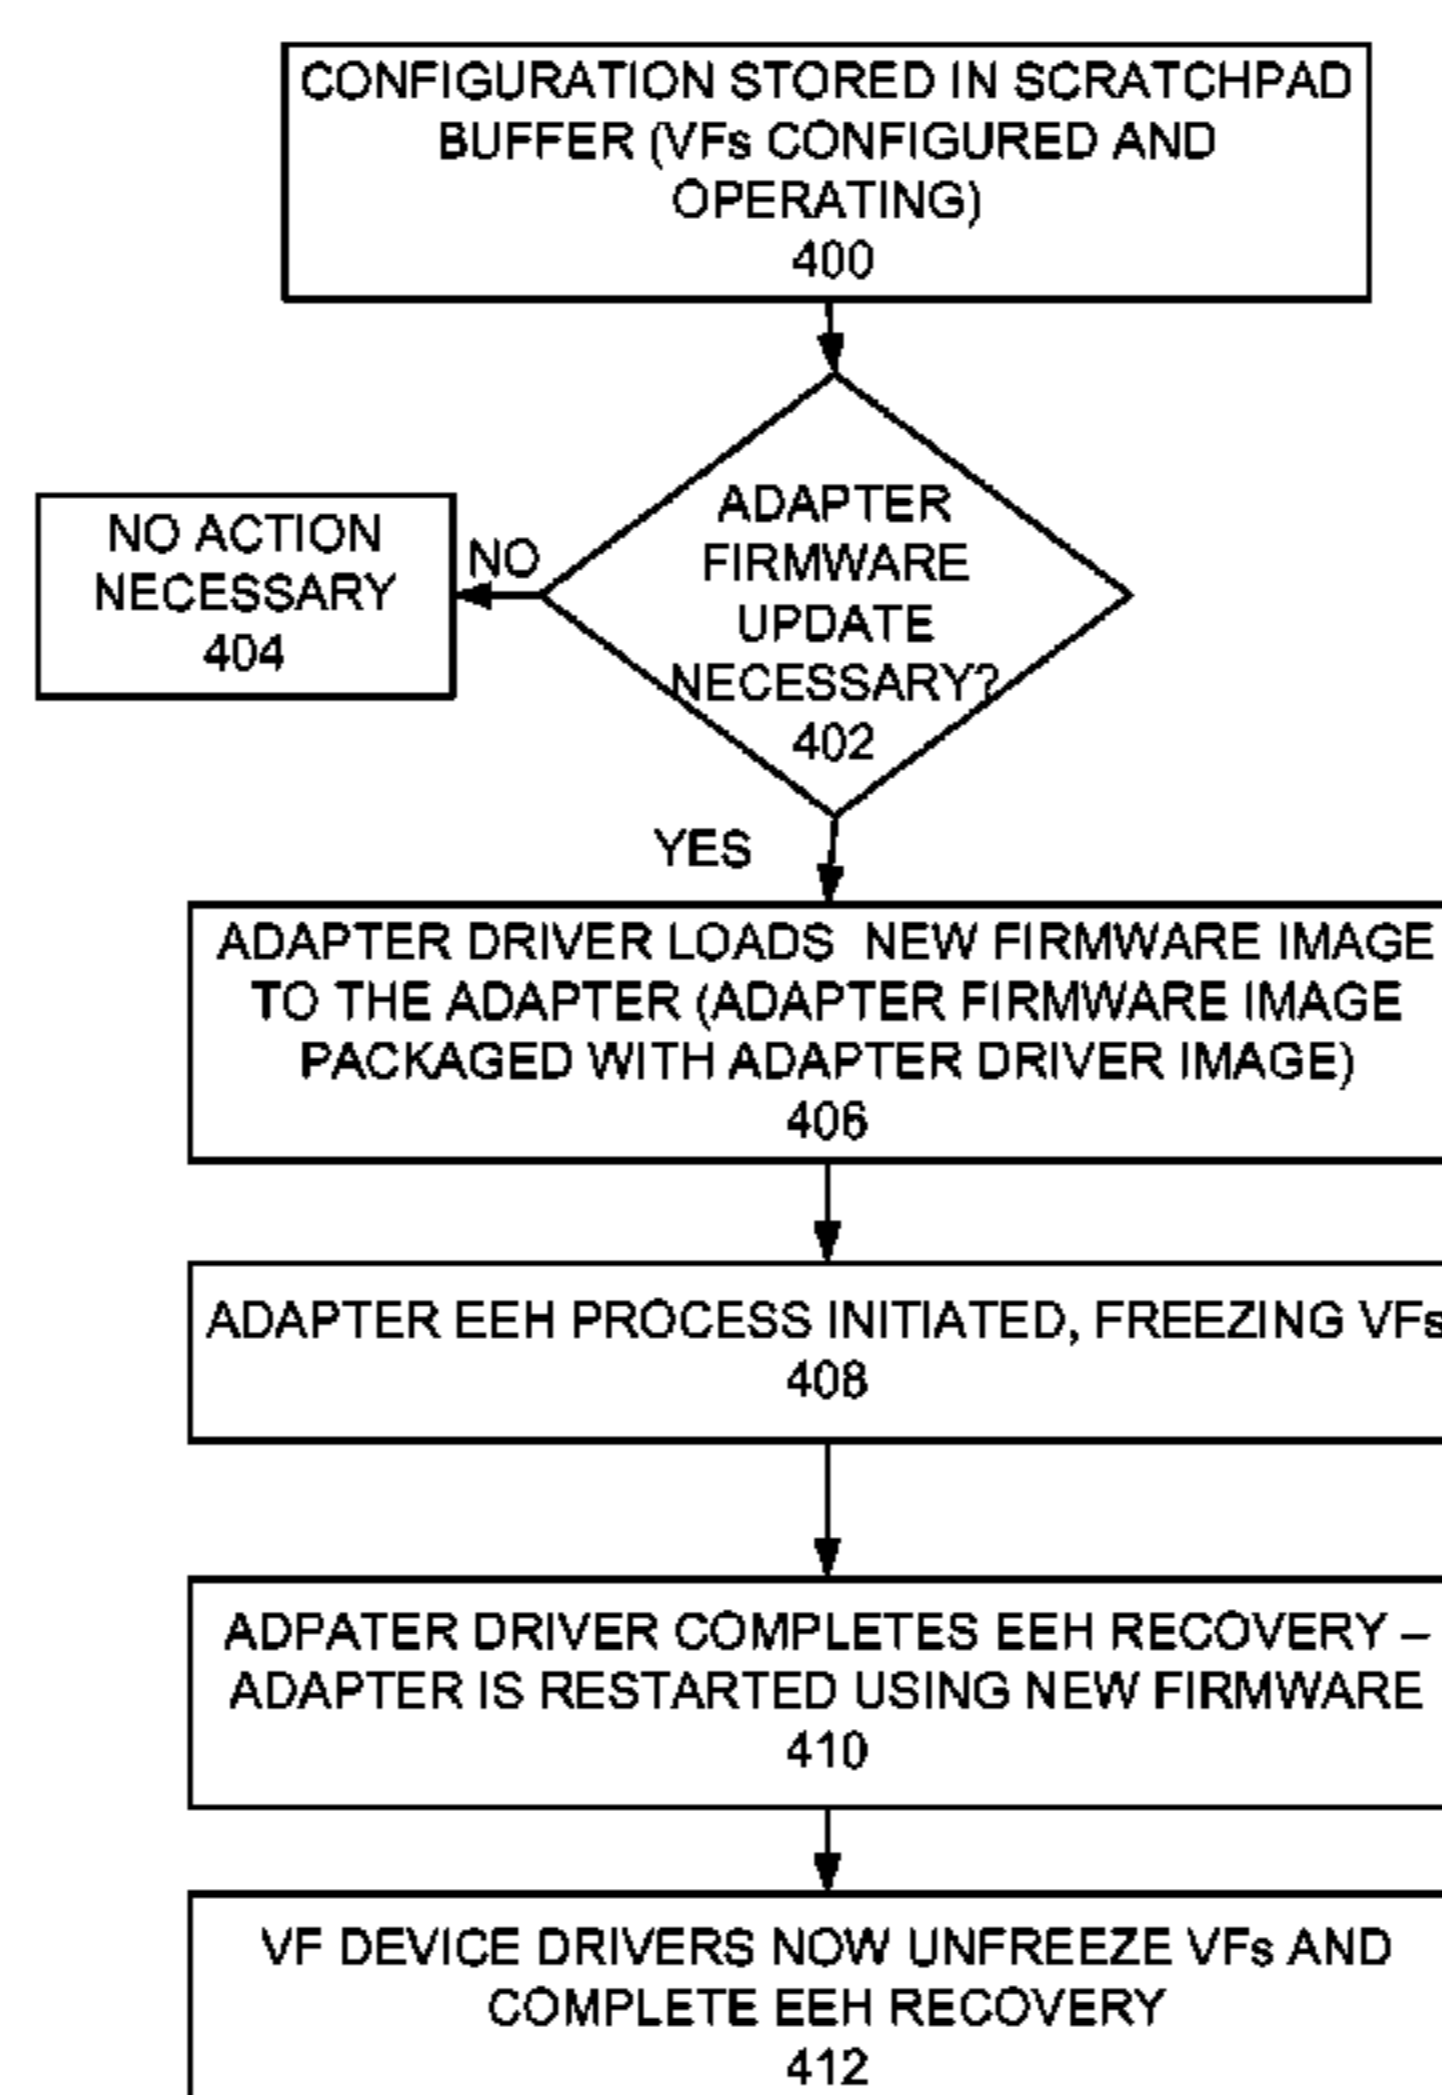 CONFIGURATION STORED IN SCRATCHPAD
BUFFER (VFs CONFIGURED AND
OPERATING)
400
ADAPTER
FIRMWARE
UPDATE
NECESSARY?
402
NO
NO ACTION
NECESSARY
404
YES
ADAPTER DRIVER LOADS NEW FIRMWARE IMAGE
TO THE ADAPTER (ADAPTER FIRMWARE IMAGE
PACKAGED WITH ADAPTER DRIVER IMAGE)
406
ADAPTER EEH PROCESS INITIATED, FREEZING VFs
408
ADPATER DRIVER COMPLETES EEH RECOVERY –
ADAPTER IS RESTARTED USING NEW FIRMWARE
410
VF DEVICE DRIVERS NOW UNFREEZE VFs AND
COMPLETE EEH RECOVERY
412